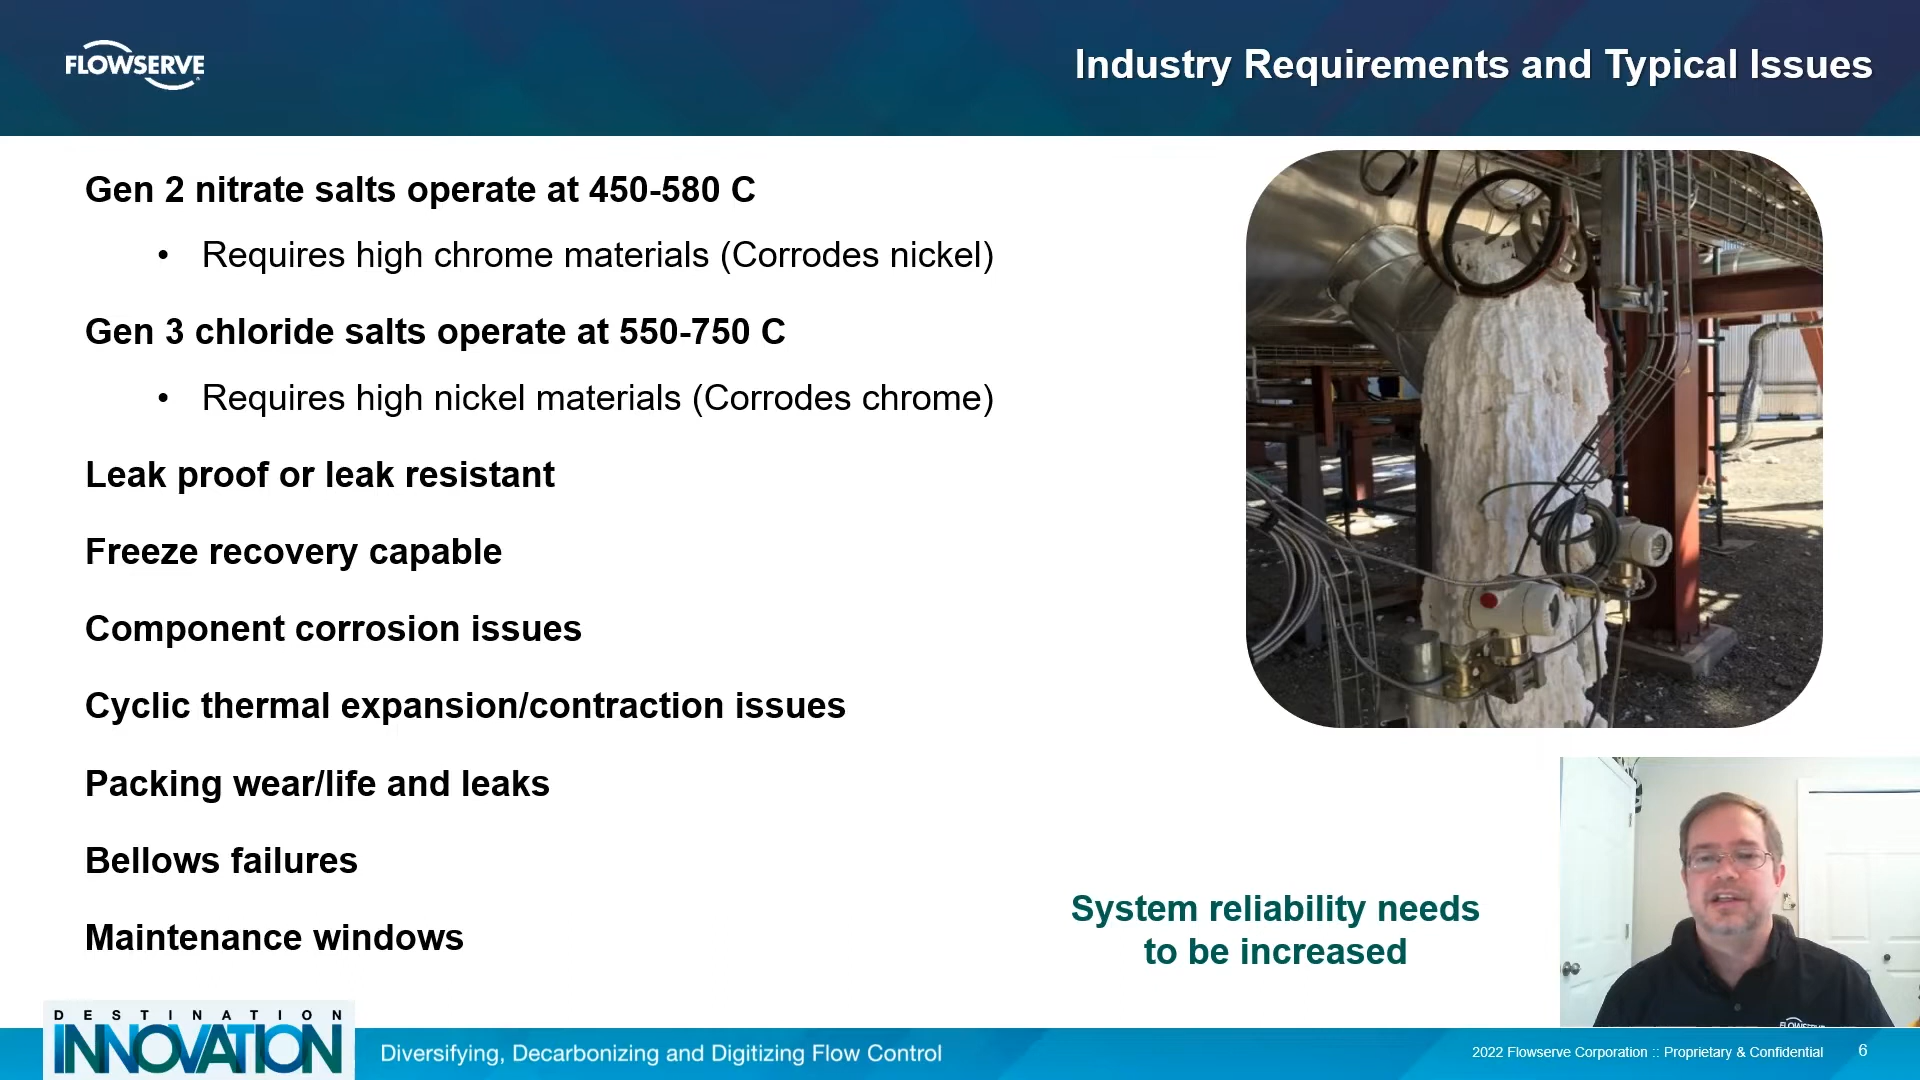 FLOWSERVE
Industry Requirements and Typical Issues
Gen 2 nitrate salts operate at 450-580 C
• Requires high chrome materials (Corrodes nickel)
Gen 3 chloride salts operate at 550-750 C
• Requires high nickel materials (Corrodes chrome)
Leak proof or leak resistant
Freeze recovery capable
Component corrosion issues
Cyclic thermal expansion/contraction issues
Packing wear/life and leaks
Bellows failures
Maintenance windows
System reliability needs
to be increased
FLOWSERVE
DESTINATION
INNOVATION
Diversifying, Decarbonizing and Digitizing Flow Control
2022 Flowserve Corporation :: Proprietary & Confidential
6